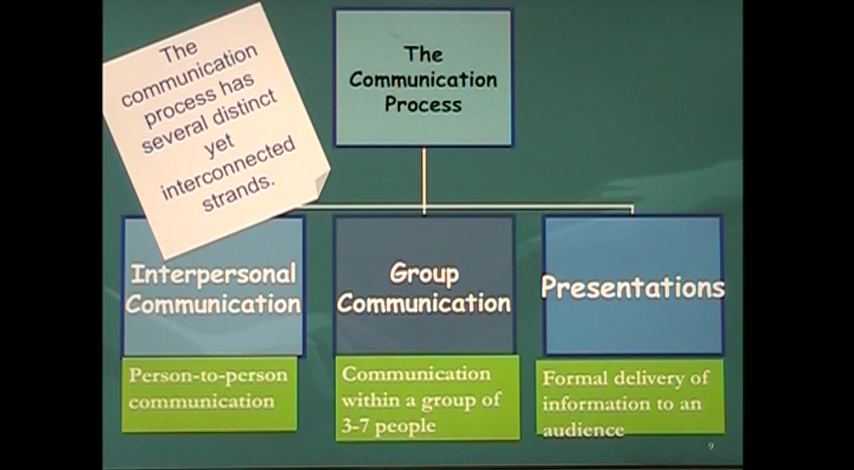 The
communication
process has
several distinct
yet
interconnected
strands.
The
Communication
Process
Interpersonal
Communication
Group
Communication
Presentations
Person-to-person
communication
Communication
within a group of
3-7 people
Formal delivery of
information to an
audience
9